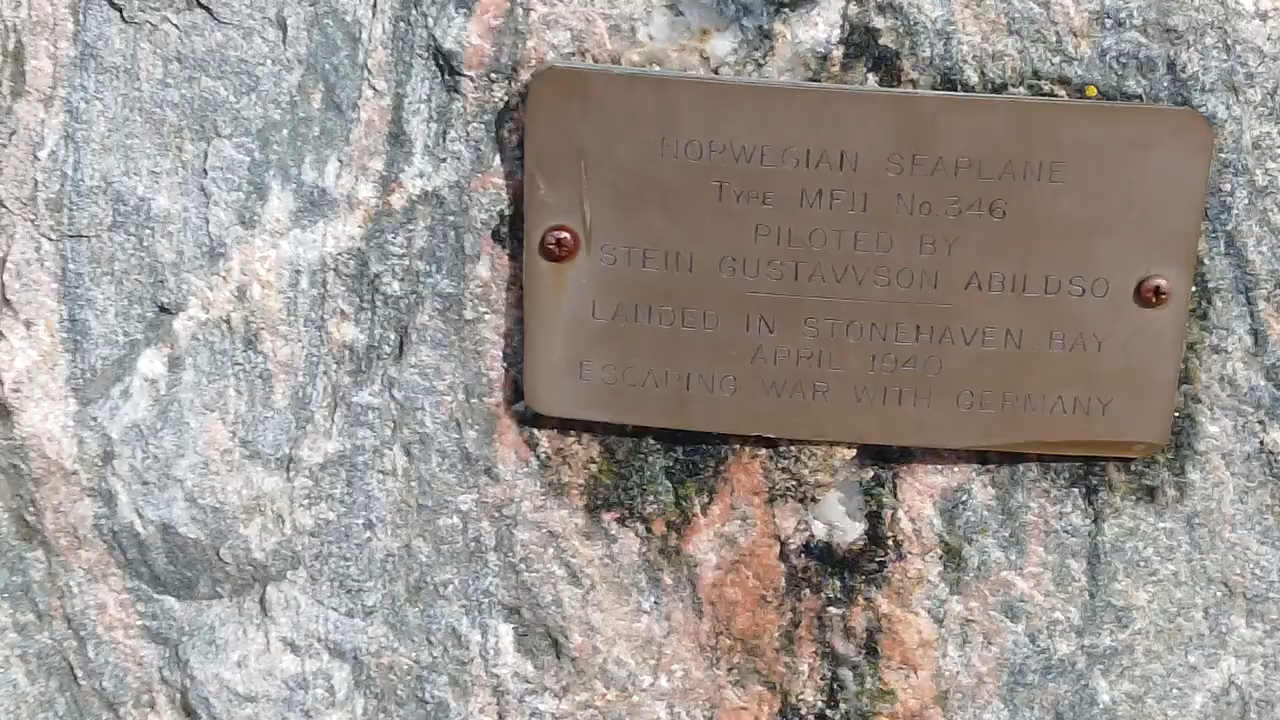 NORWEGIAN SEAPLANE
TYPE MF11 No.346
PILOTED BY
STEIN GUSTAVVSON ABILDSO
LANDED IN STONEHAVEN BAY
APRIL 1940
ESCAPING WAR WITH GERMANY